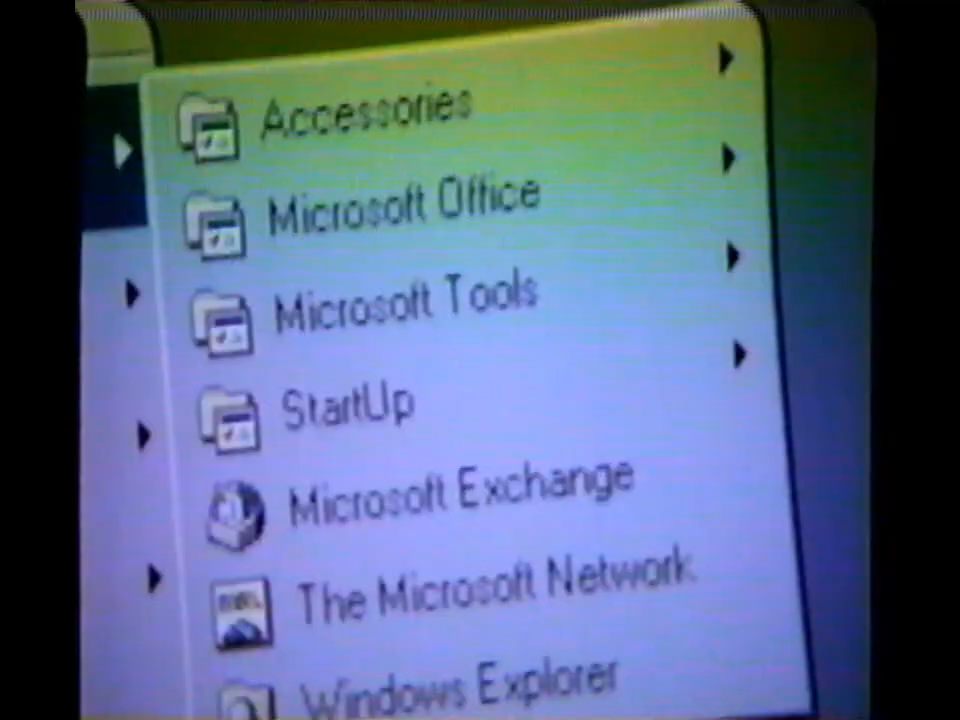 Accessories
Microsoft Office
Microsoft Tools
StartUp
Microsoft Exchange
The Microsoft Network
Windows Explorer